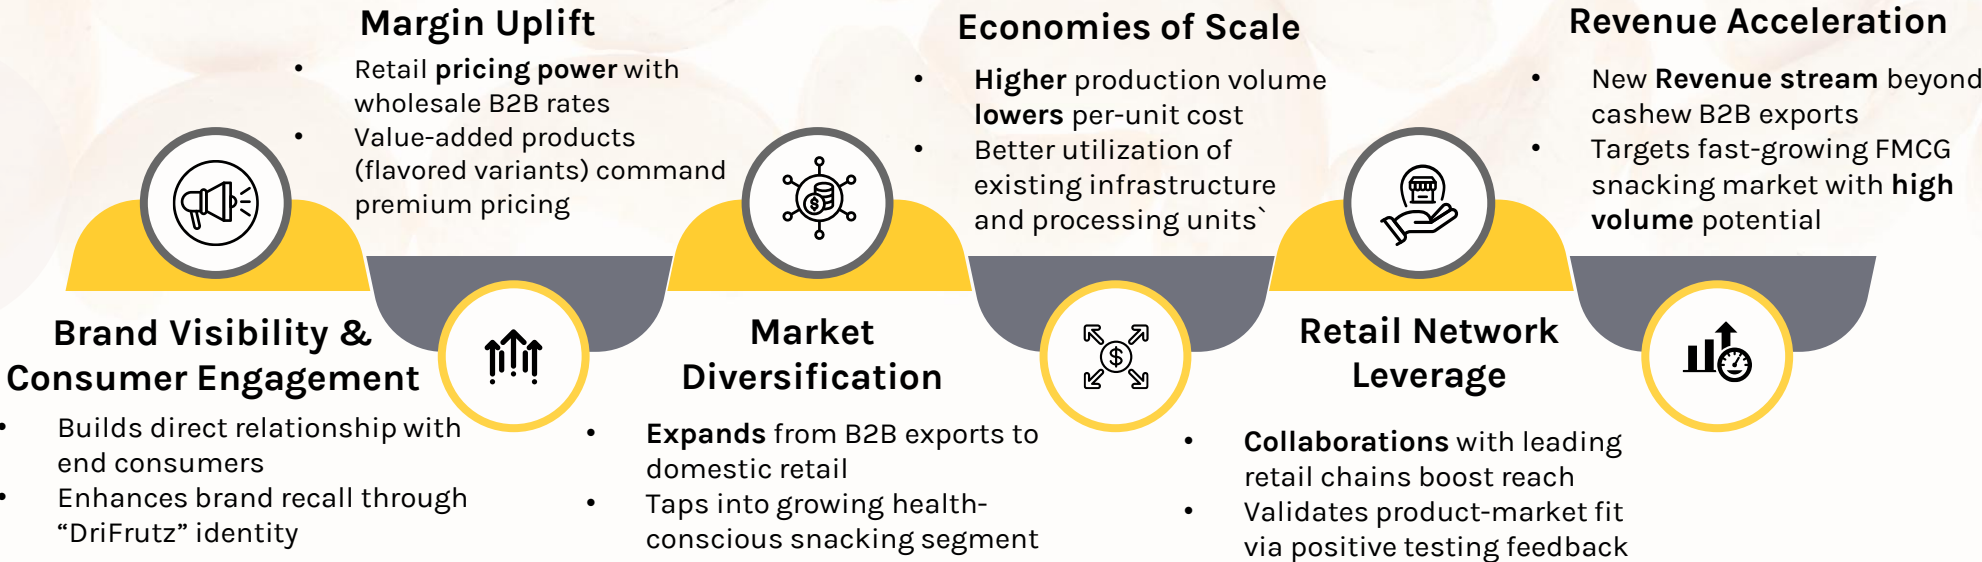 Margin Uplift
• Retail pricing power with
wholesale B2B rates
• Value-added products
(flavored variants) command
premium pricing
Economies of Scale
• Higher production volume
lowers per-unit cost
• Better utilization of
existing infrastructure
and processing units`
Revenue Acceleration
• New Revenue stream beyond
cashew B2B exports
• Targets fast-growing FMCG
snacking market with high
volume potential
Brand Visibility &
Consumer Engagement
• Builds direct relationship with
end consumers
• Enhances brand recall through
“DriFrutz” identity
Market
Diversification
• Expands from B2B exports to
domestic retail
• Taps into growing health-
conscious snacking segment
Retail Network
Leverage
• Collaborations with leading
retail chains boost reach
• Validates product-market fit
via positive testing feedback